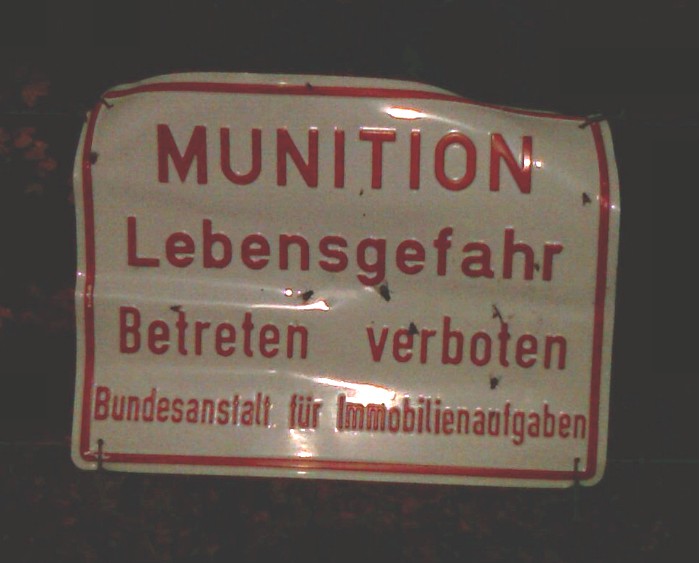 MUNITION
Lebensgefahr
Betreten verboten
Bundesanstalt für Immobilienaufgaben